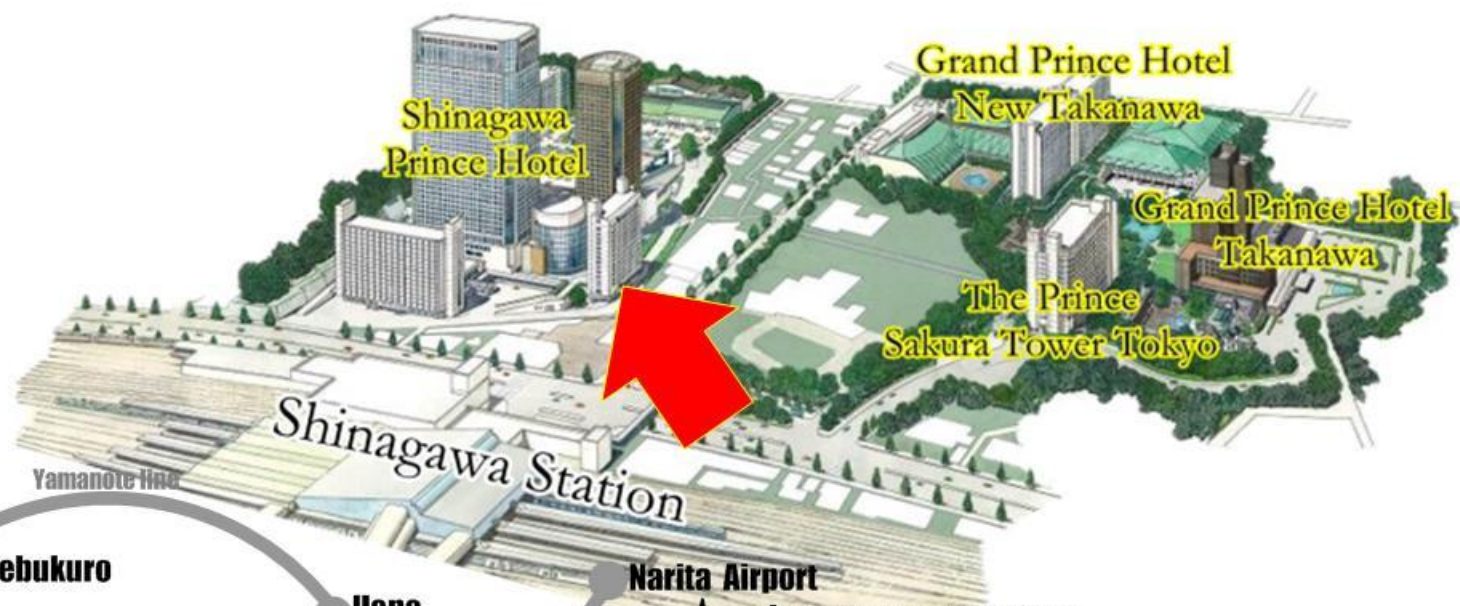 Grand Prince Hotel
New Takanawa
Shinagawa
Prince Hotel
Grand Prince Hotel
Takanawa
The Prince
Sakura Tower Tokyo
Shinagawa Station
Yamanote line
ebukuro
Narita Airport